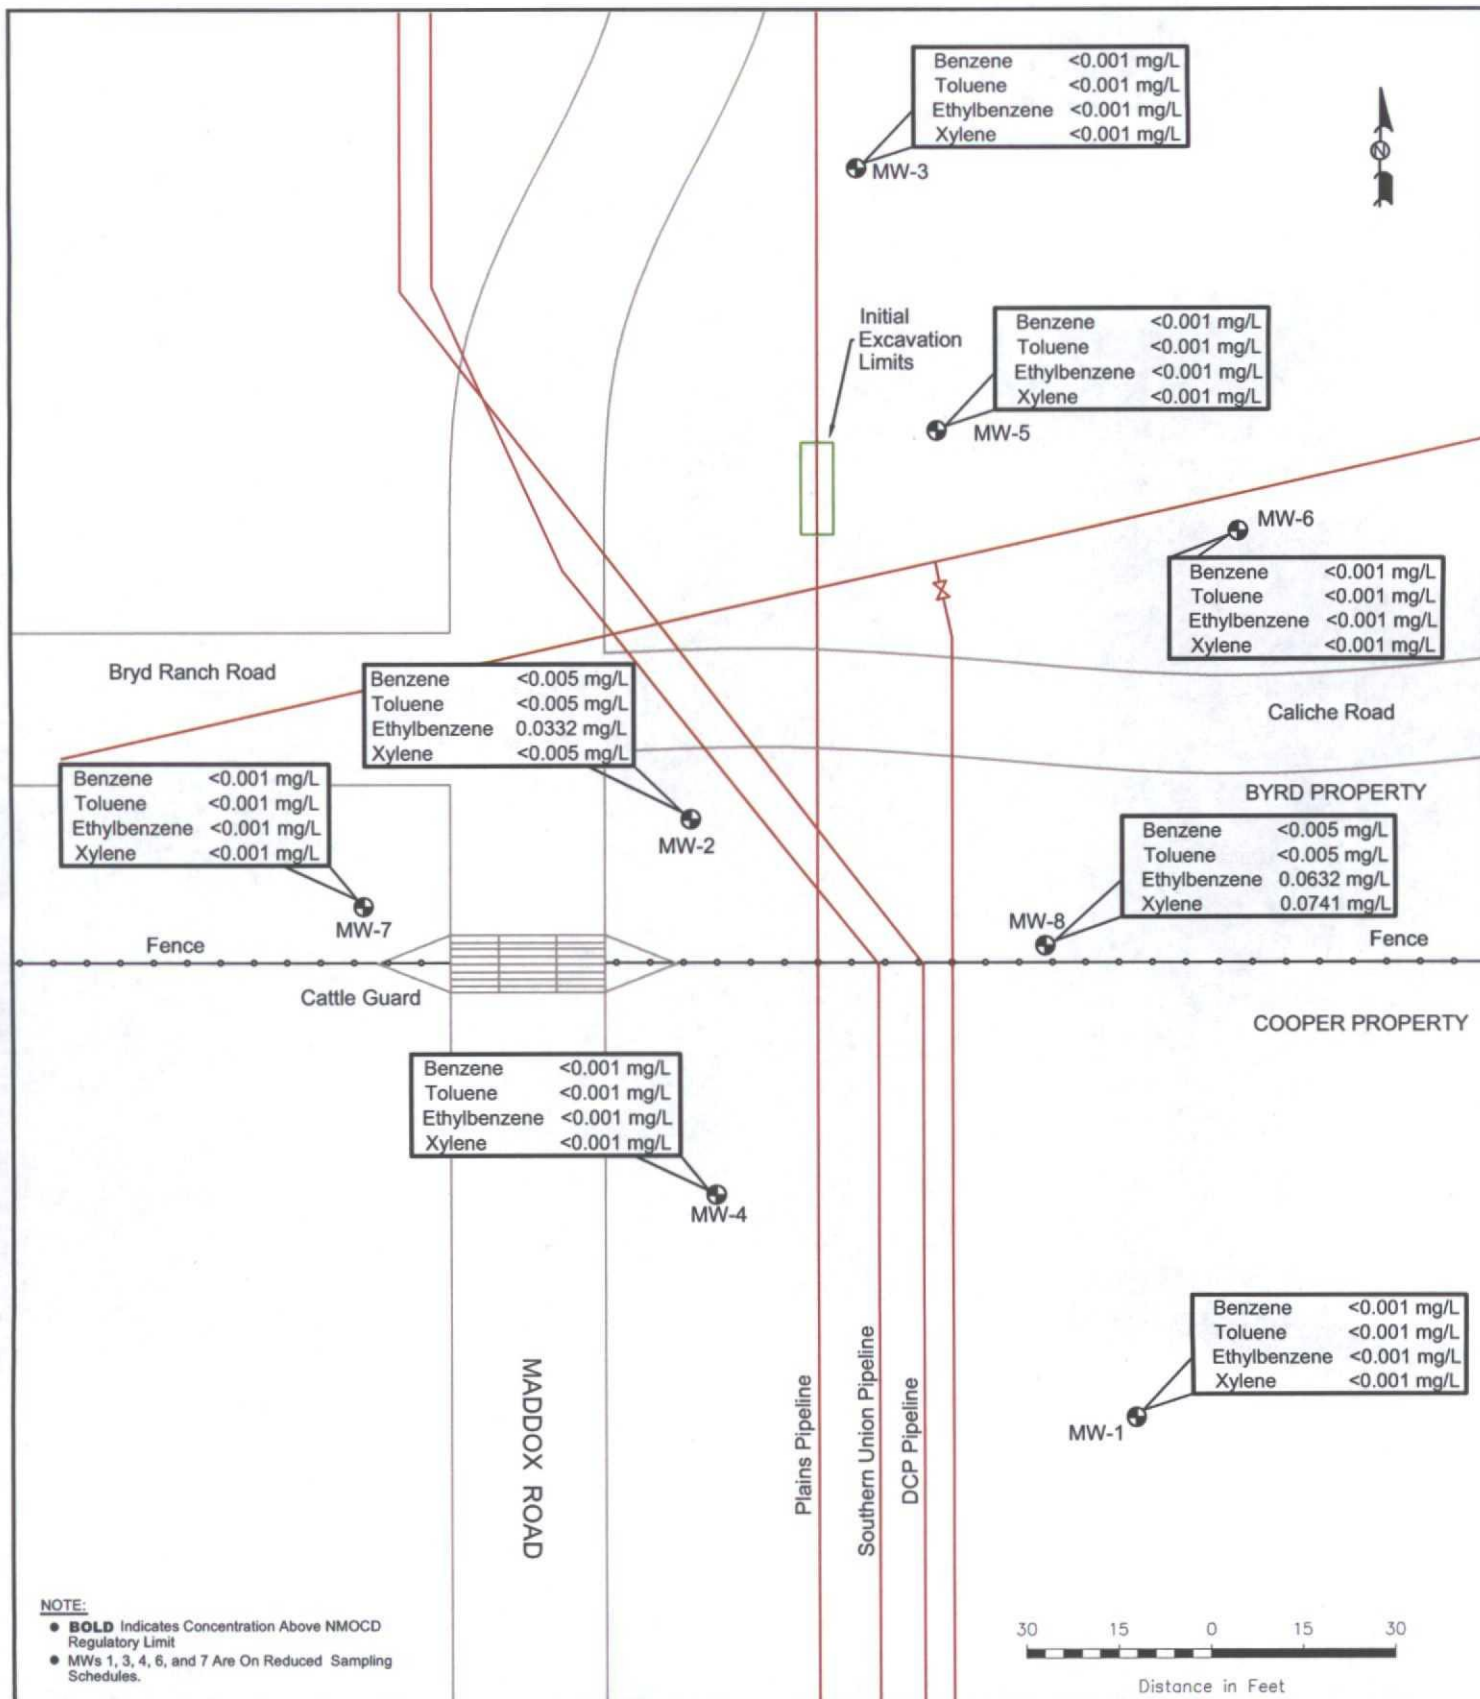 Benzene <0.001 mg/L
Toluene <0.001 mg/L
Ethylbenzene <0.001 mg/L
Xylene <0.001 mg/L
MW-3
N
Initial
Excavation
Limits
Benzene <0.001 mg/L
Toluene <0.001 mg/L
Ethylbenzene <0.001 mg/L
Xylene <0.001 mg/L
MW-5
MW-6
Benzene <0.001 mg/L
Toluene <0.001 mg/L
Ethylbenzene <0.001 mg/L
Xylene <0.001 mg/L
Bryd Ranch Road
Benzene <0.005 mg/L
Toluene <0.005 mg/L
Ethylbenzene 0.0332 mg/L
Xylene <0.005 mg/L
MW-2
Caliche Road
BYRD PROPERTY
Benzene <0.001 mg/L
Toluene <0.001 mg/L
Ethylbenzene <0.001 mg/L
Xylene <0.001 mg/L
MW-7
Benzene <0.005 mg/L
Toluene <0.005 mg/L
Ethylbenzene 0.0632 mg/L
Xylene 0.0741 mg/L
MW-8
Fence
Fence
Cattle Guard
COOPER PROPERTY
Benzene <0.001 mg/L
Toluene <0.001 mg/L
Ethylbenzene <0.001 mg/L
Xylene <0.001 mg/L
MW-4
Benzene <0.001 mg/L
Toluene <0.001 mg/L
Ethylbenzene <0.001 mg/L
Xylene <0.001 mg/L
MW-1
MADDOX ROAD
Plains Pipeline
Southern Union Pipeline
DCP Pipeline
NOTE:
● BOLD Indicates Concentration Above NMOCD
Regulatory Limit
● MWs 1, 3, 4, 6, and 7 Are On Reduced Sampling
Schedules.
30 15 0 15 30
Distance in Feet